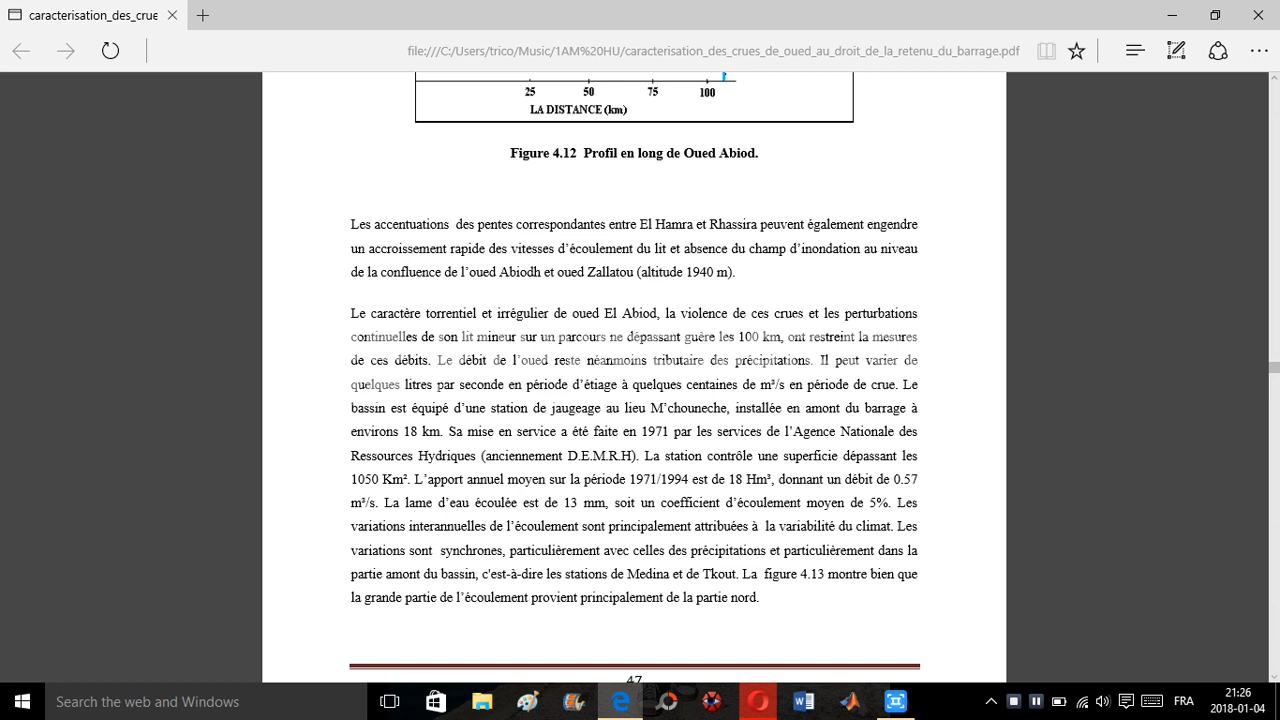 caracterisation_des_crue
file:///C:/Users/trico/Music/1AM%20HU/caracterisation_des_crues_de_oued_au_droit_de_la_retenu_du_barrage.pdf
25 50 75 100
LA DISTANCE (km)
Figure 4.12 Profil en long de Oued Abiod.
Les accentuations des pentes correspondantes entre El Hamra et Rhassira peuvent également engendre
un accroissement rapide des vitesses d’écoulement du lit et absence du champ d’inondation au niveau
de la confluence de l’oued Abiodh et oued Zallatou (altitude 1940 m).
Le caractère torrentiel et irrégulier de oued El Abiod, la violence de ces crues et les perturbations
continuelles de son lit mineur sur un parcours ne dépassant guère les 100 km, ont restreint la mesures
de ces débits. Le débit de l’oued reste néanmoins tributaire des précipitations. Il peut varier de
quelques litres par seconde en période d’étiage à quelques centaines de m³/s en période de crue. Le
bassin est équipé d’une station de jaugeage au lieu M’chouneche, installée en amont du barrage à
environs 18 km. Sa mise en service a été faite en 1971 par les services de l’Agence Nationale des
Ressources Hydriques (anciennement D.E.M.R.H). La station contrôle une superficie dépassant les
1050 Km². L’apport annuel moyen sur la période 1971/1994 est de 18 Hm³, donnant un débit de 0.57
m³/s. La lame d’eau écoulée est de 13 mm, soit un coefficient d’écoulement moyen de 5%. Les
variations interannuelles de l’écoulement sont principalement attribuées à la variabilité du climat. Les
variations sont synchrones, particulièrement avec celles des précipitations et particulièrement dans la
partie amont du bassin, c'est-à-dire les stations de Medina et de Tkout. La figure 4.13 montre bien que
la grande partie de l’écoulement provient principalement de la partie nord.
47
Search the web and Windows
FRA
21:26
2018-01-04